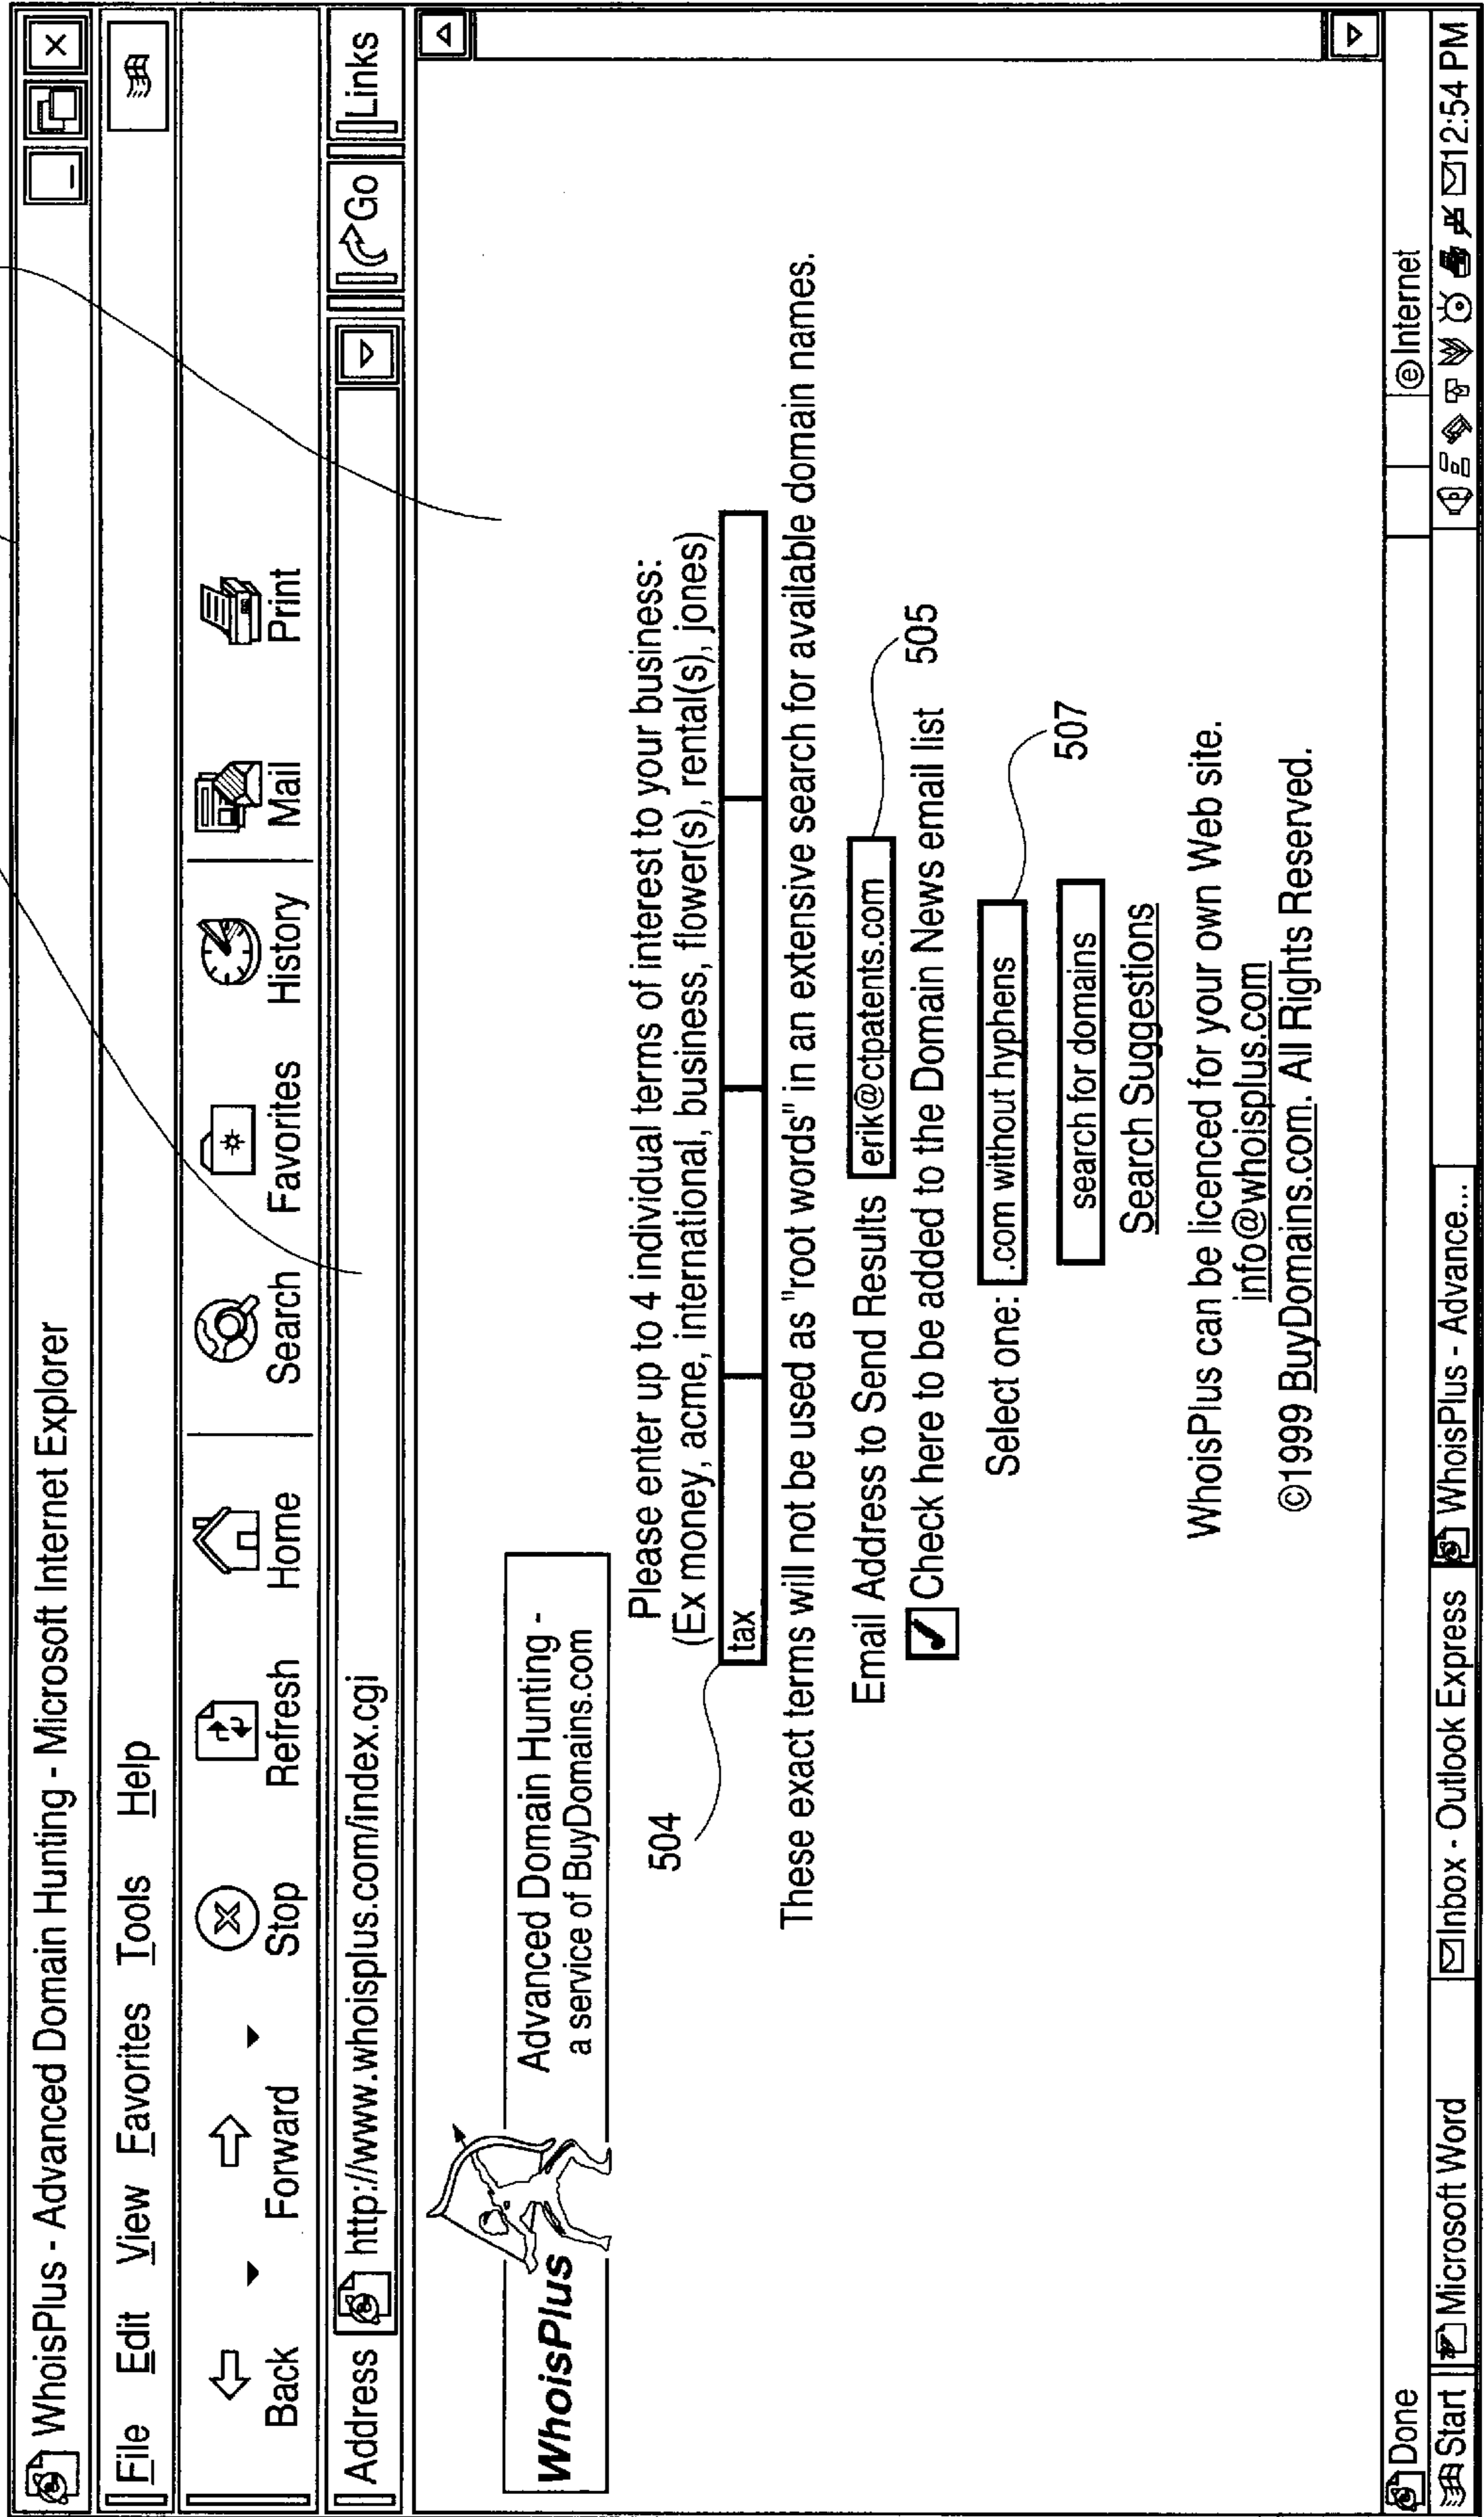 WhoisPlus - Advanced Domain Hunting - Microsoft Internet Explorer
File Edit View Favorites Tools Help
Back Forward Stop Refresh Home Search Favorites History Mail Print
Address http://www.whoisplus.com/index.cgi Go Links
WhoisPlus
Advanced Domain Hunting -
a service of BuyDomains.com
504
Please enter up to 4 individual terms of interest to your business:
(Ex money, acme, international, business, flower(s), rental(s), jones)
tax
These exact terms will not be used as "root words" in an extensive search for available domain names.
Email Address to Send Results erik@ctpatents.com
505
Check here to be added to the Domain News email list
Select one: .com without hyphens
507
search for domains
Search Suggestions
WhoisPlus can be licenced for your own Web site.
info@whoisplus.com
©1999 BuyDomains.com. All Rights Reserved.
Done Internet
Start Microsoft Word Inbox - Outlook Express WhoisPlus - Advance... 12:54 PM